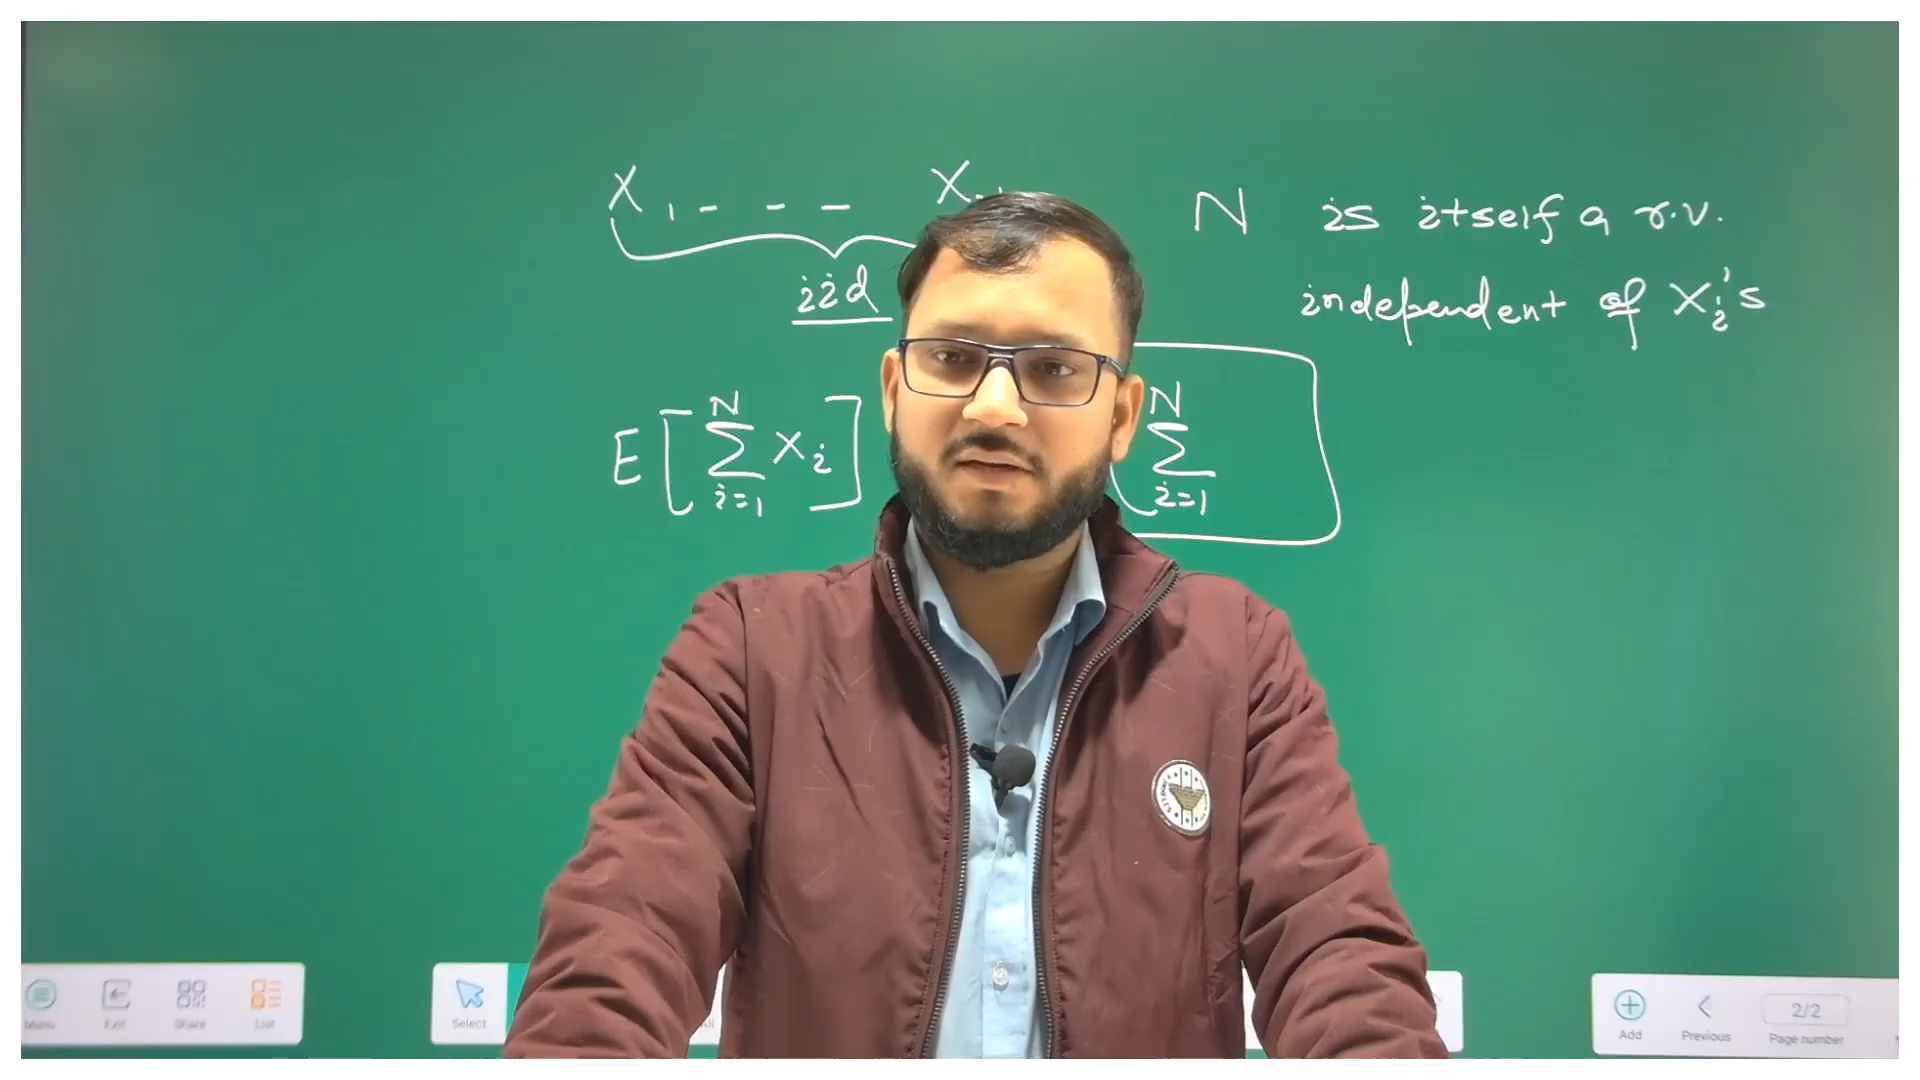 X₁ - - - X N is itself a r.v.
iid independent of Xᵢ's
E[∑ᵢ₌₁ᴺ Xᵢ] ∑ᵢ₌₁ᴺ
Menu Exit Share List Select All Add Previous 2/2 Page number